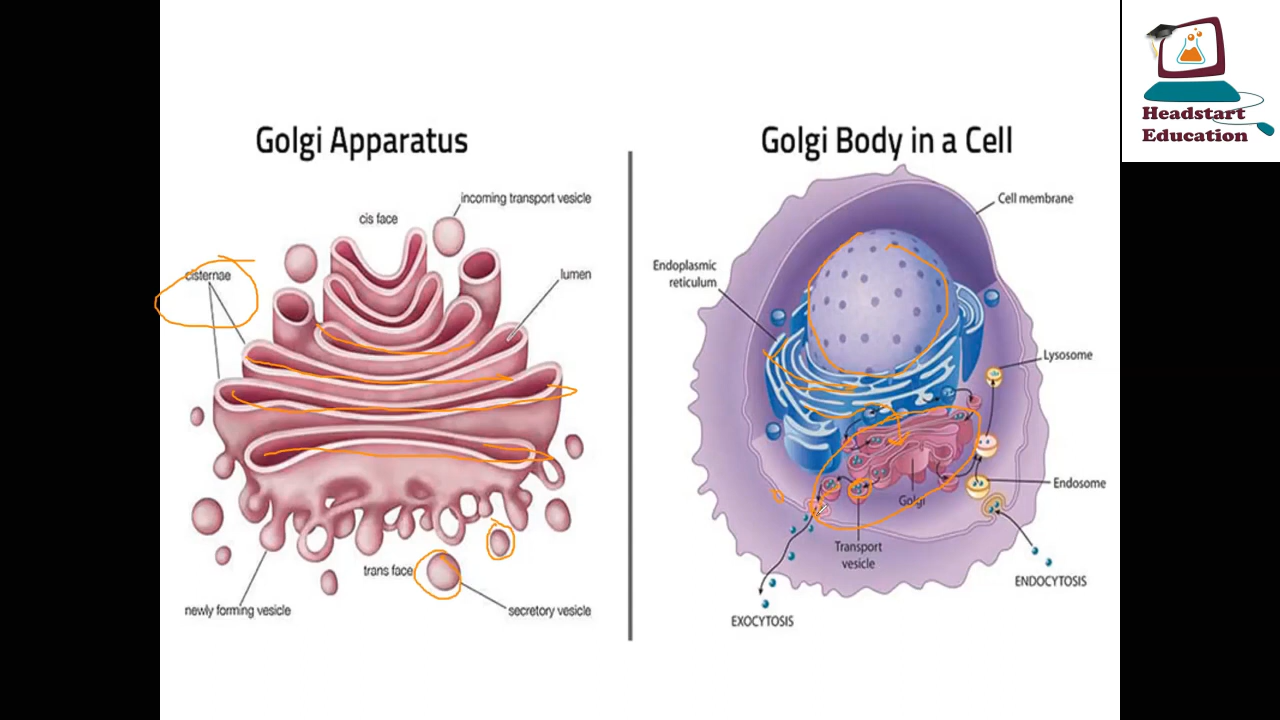 Headstart
Education
Golgi Apparatus
cis face
incoming transport vesicle
cisternae
lumen
trans face
newly forming vesicle
secretory vesicle
Golgi Body in a Cell
Cell membrane
Endoplasmic
reticulum
Lysosome
Endosome
Golgi
Transport
vesicle
ENDOCYTOSIS
EXOCYTOSIS